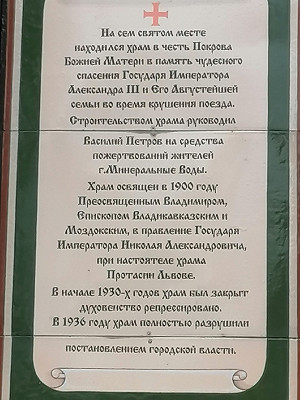 На сем святом месте
находился храм в честь Покрова
Божией Матери в память чудесного
спасения Государя Императора
Александра III и Его Августейшей
семьи во время крушения поезда.
Строительством храма руководил
Василий Петров на средства
пожертвований жителей
г.Минеральные Воды.
Храм освящен в 1900 году
Преосвященным Владимиром,
Епископом Владикавказским и
Моздокским, в правление Государя
Императора Николая Александровича,
при настоятеле храма
Протасии Львове.
В начале 1930-х годов храм был закрыт
духовенство репрессировано.
В 1936 году храм полностью разрушили
постановлением городской власти.